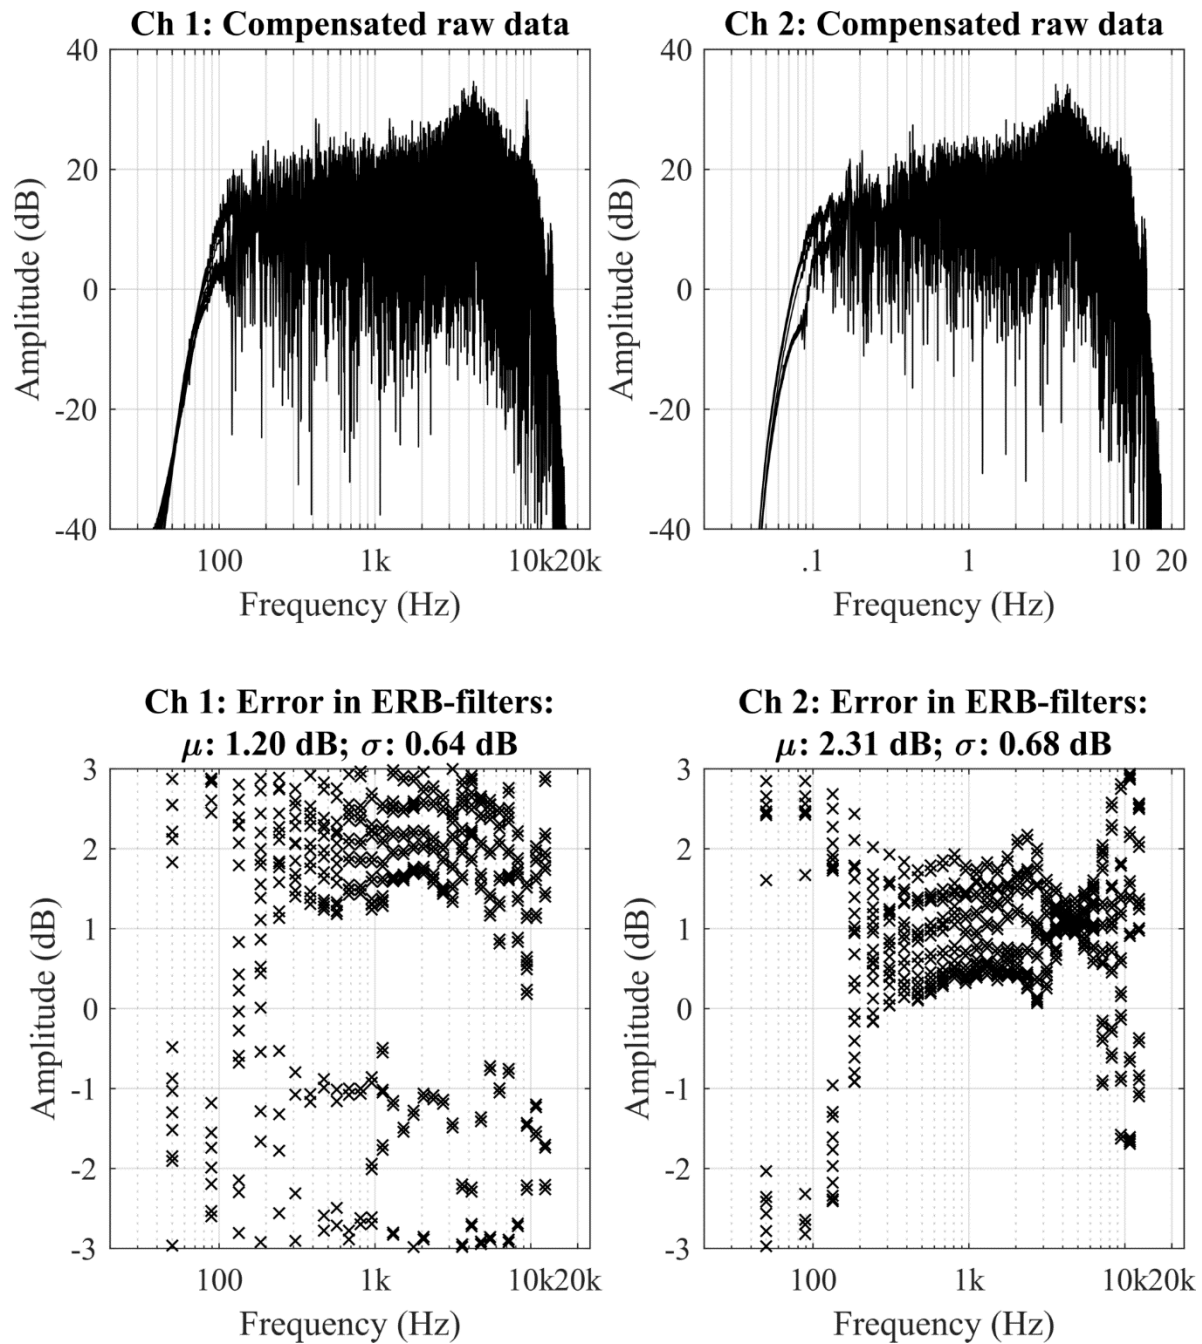 Ch 1: Compensated raw data
Amplitude (dB)
40
20
0
-20
-40
100
1k
10k20k
Frequency (Hz)
Ch 2: Compensated raw data
Amplitude (dB)
40
20
0
-20
-40
.1
1
10
20
Frequency (Hz)
Ch 1: Error in ERB-filters:
μ: 1.20 dB; σ: 0.64 dB
Amplitude (dB)
3
2
1
0
-1
-2
-3
100
1k
10k20k
Frequency (Hz)
Ch 2: Error in ERB-filters:
μ: 2.31 dB; σ: 0.68 dB
Amplitude (dB)
3
2
1
0
-1
-2
-3
100
1k
10k20k
Frequency (Hz)